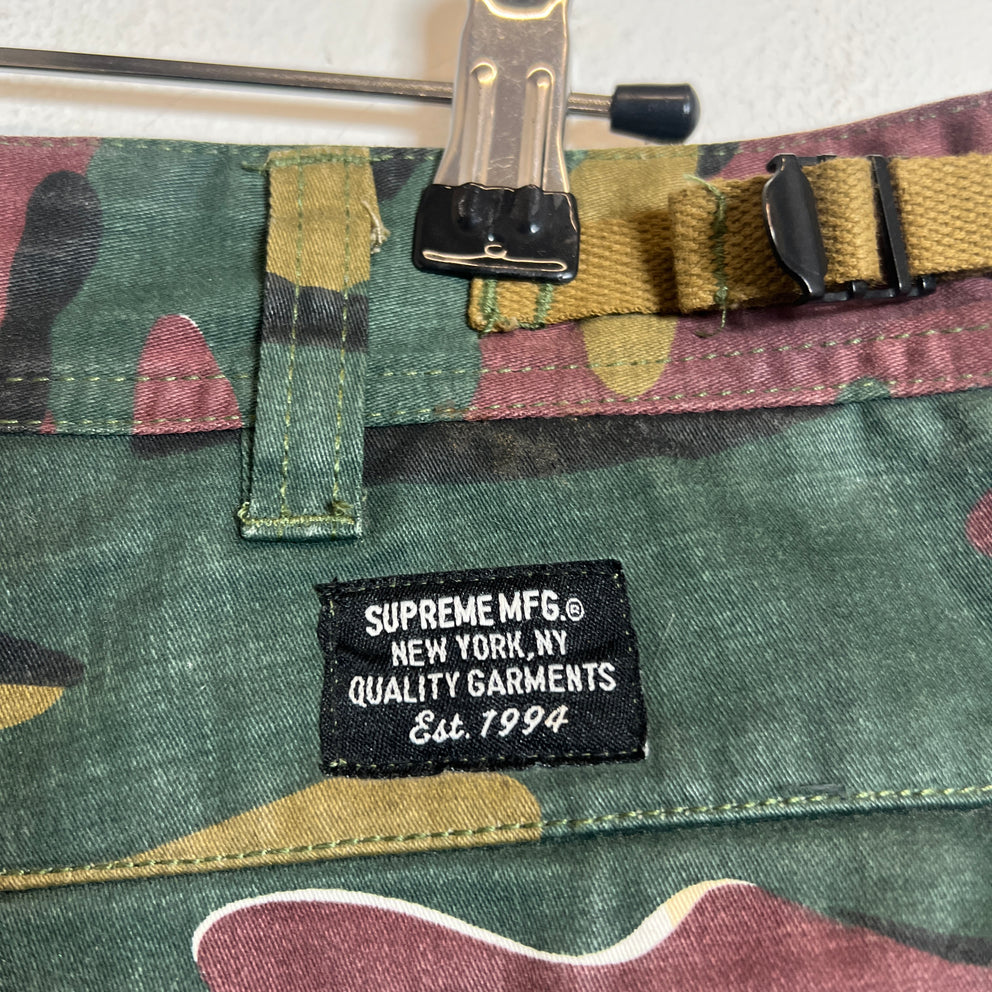 SUPREME MFG.®
NEW YORK, NY
QUALITY GARMENTS
Est. 1994